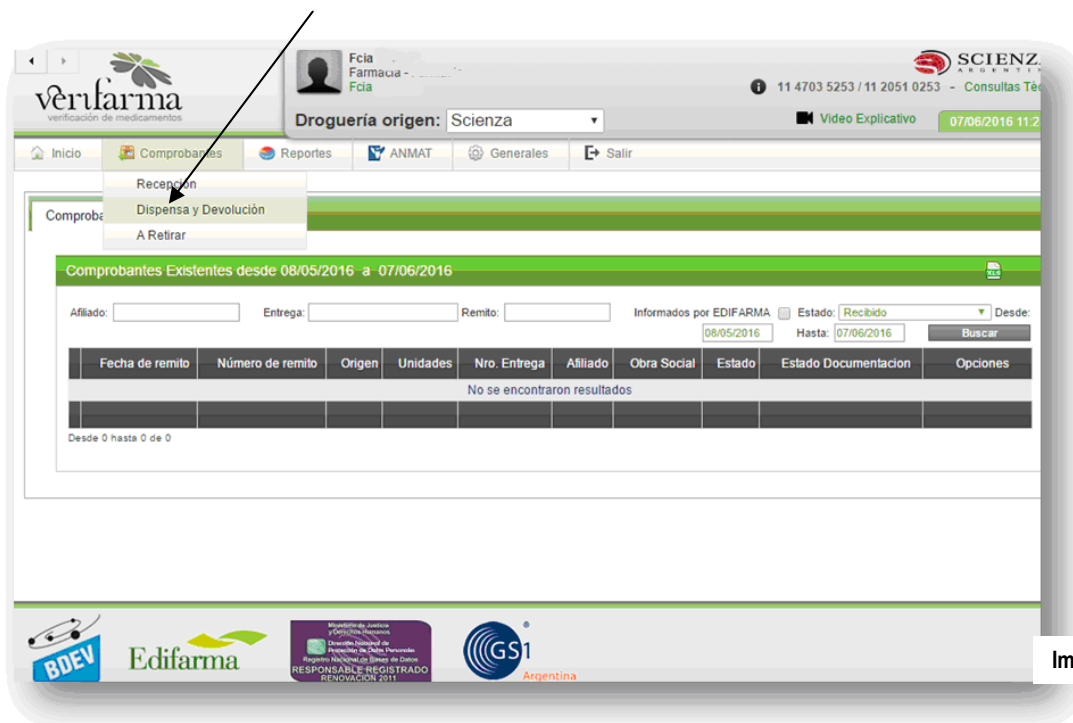 verifarma
verificación de medicamentos
Fcia
Farmacia -
Fcia
Droguería origen: Scienza
SCIENZ
ARGENTIN
11 4703 5253 / 11 2051 0253 - Consultas Tèc
Video Explicativo
07/06/2016 11:2
Inicio Comprobantes Reportes ANMAT Generales Salir
Recepción
Dispensa y Devolución
A Retirar
Comproba
Comprobantes Existentes desde 08/05/2016 a 07/06/2016
XLS
Afiliado: Entrega: Remito: Informados por EDIFARMA Estado: Recibido Desde:
08/05/2016 Hasta: 07/06/2016 Buscar
Fecha de remito Número de remito Origen Unidades Nro. Entrega Afiliado Obra Social Estado Estado Documentacion Opciones
No se encontraron resultados
Desde 0 hasta 0 de 0
BDEV
Edifarma
Ministerio de Justicia
y Derechos Humanos
Dirección Nacional de
Protección de Datos Personales
Registro Nacional de Bases de Datos
RESPONSABLE REGISTRADO
RENOVACION 2011
GS1
Argentina
Im